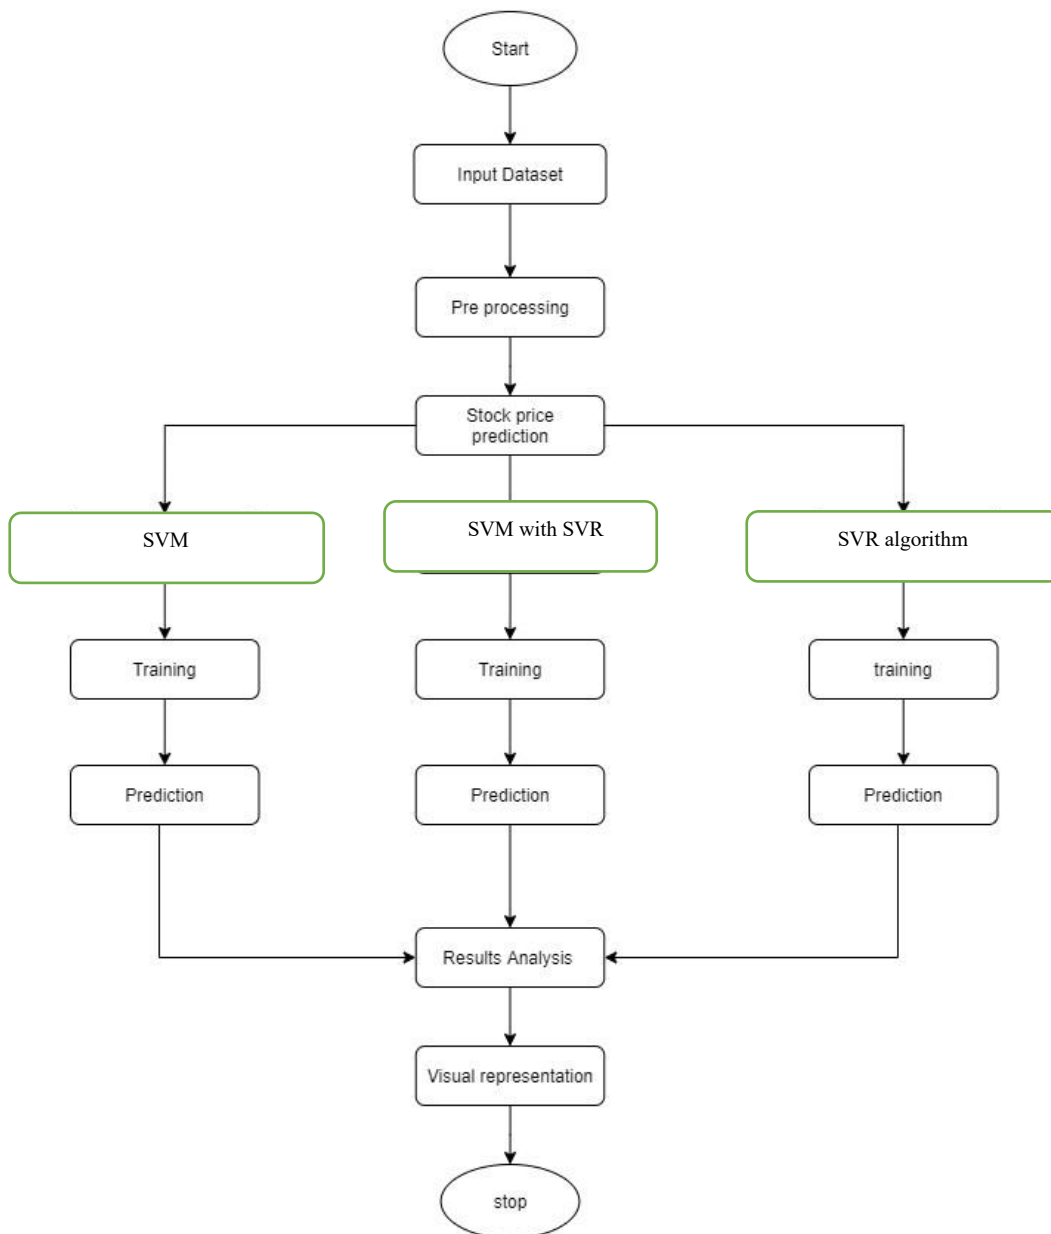 Start
Input Dataset
Pre processing
Stock price
prediction
SVM
SVM with SVR
SVR algorithm
Training
Training
training
Prediction
Prediction
Prediction
Results Analysis
Visual representation
stop